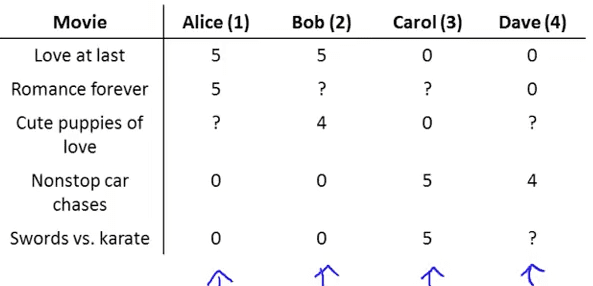 Movie Alice (1) Bob (2) Carol (3) Dave (4)
Love at last 5 5 0 0
Romance forever 5 ? ? 0
Cute puppies of ? 4 0 ?
love
Nonstop car 0 0 5 4
chases
Swords vs. karate 0 0 5 ?